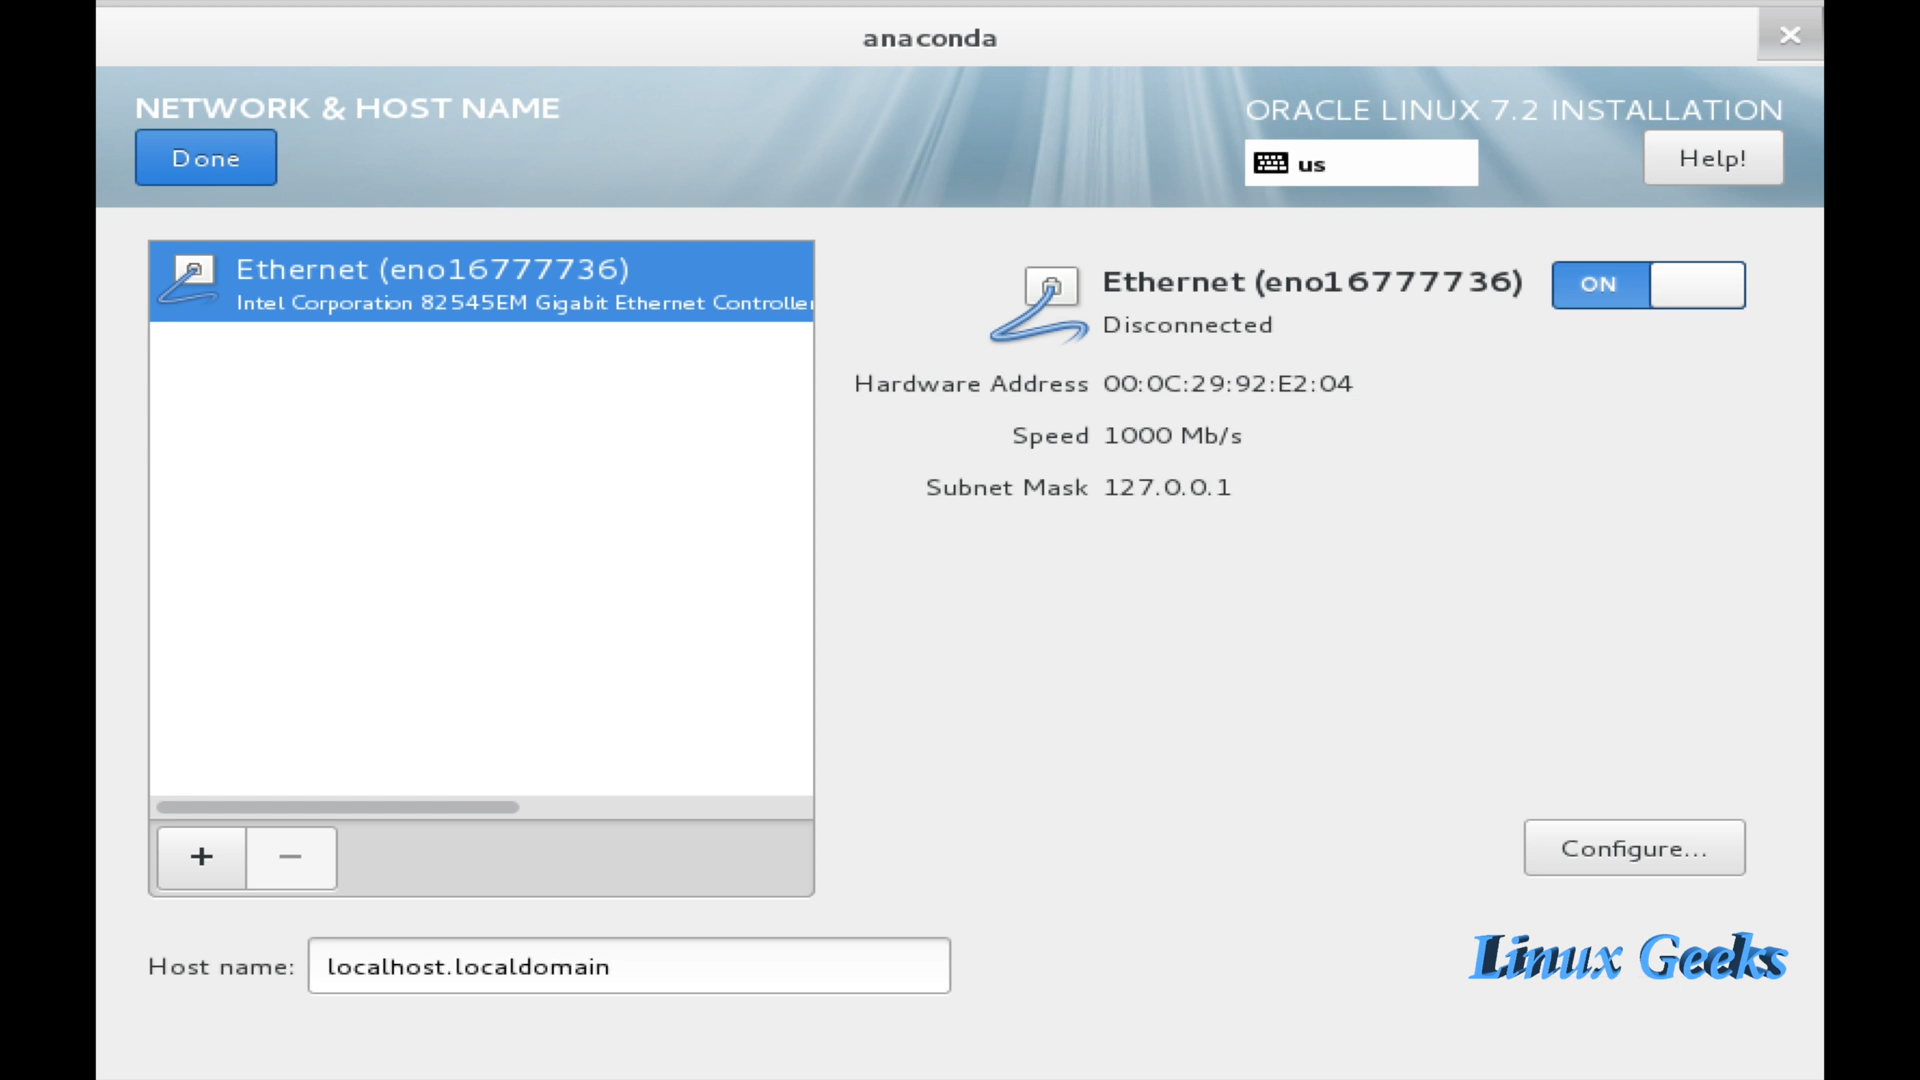 anaconda
NETWORK & HOST NAME
ORACLE LINUX 7.2 INSTALLATION
Done
us
Help!
Ethernet (eno16777736)
Intel Corporation 82545EM Gigabit Ethernet Controller
Ethernet (eno16777736)
ON
Disconnected
Hardware Address 00:0C:29:92:E2:04
Speed 1000 Mb/s
Subnet Mask 127.0.0.1
+ −
Configure...
Host name: localhost.localdomain
Linux Geeks